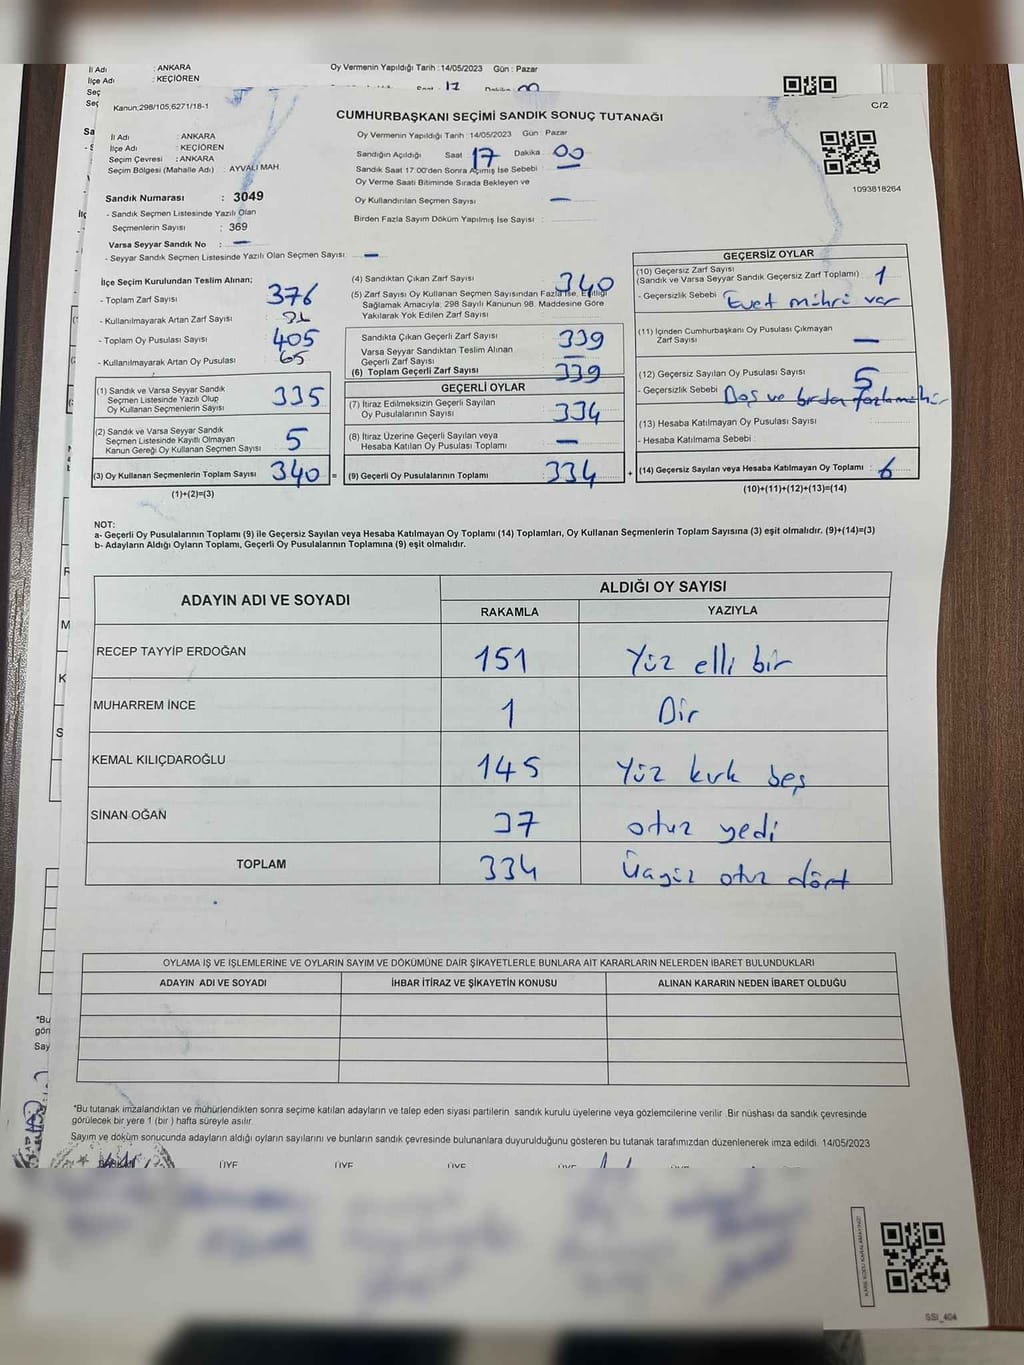 İl Adı : ANKARA
İlçe Adı : KEÇİÖREN
Oy Vermenin Yapıldığı Tarih : 14/05/2023 Gün : Pazar
17 00
Kanun;298/105,6271/18-1
C/2
CUMHURBAŞKANI SEÇİMİ SANDIK SONUÇ TUTANAĞI
İl Adı : ANKARA
İlçe Adı : KEÇİÖREN
Seçim Çevresi : ANKARA
Seçim Bölgesi (Mahalle Adı) : AYVALI MAH.
Oy Vermenin Yapıldığı Tarih :14/05/2023 Gün : Pazar
Sandığın Açıldığı Saat : 17 Dakika : 00
Sandık Saat 17:00'den Sonra Açılmış İse Sebebi : —
Oy Verme Saati Bitiminde Sırada Bekleyen ve
Oy Kullandırılan Seçmen Sayısı : —
Birden Fazla Sayım Döküm Yapılmış İse Sayısı :
1093818264
Sandık Numarası : 3049
- Sandık Seçmen Listesinde Yazılı Olan
Seçmenlerin Sayısı : 369
Varsa Seyyar Sandık No : —
- Seyyar Sandık Seçmen Listesinde Yazılı Olan Seçmen Sayısı: —
İlçe Seçim Kurulundan Teslim Alınan;
- Toplam Zarf Sayısı 376
- Kullanılmayarak Artan Zarf Sayısı
- Toplam Oy Pusulası Sayısı 405
- Kullanılmayarak Artan Oy Pusulası 65
(1) Sandık ve Varsa Seyyar Sandık
Seçmen Listesinde Yazılı Olup
Oy Kullanan Seçmenlerin Sayısı 335
(2) Sandık ve Varsa Seyyar Sandık
Seçmen Listesinde Kayıtlı Olmayan
Kanun Gereği Oy Kullanan Seçmen Sayısı 5
(3) Oy Kullanan Seçmenlerin Toplam Sayısı 340 =
(1)+(2)=(3)
(4) Sandıktan Çıkan Zarf Sayısı 340
(5) Zarf Sayısı Oy Kullanan Seçmen Sayısından Fazla İse, Eşitliği
Sağlamak Amacıyla, 298 Sayılı Kanunun 98. Maddesine Göre
Yakılarak Yok Edilen Zarf Sayısı
Sandıkta Çıkan Geçerli Zarf Sayısı 339
Varsa Seyyar Sandıktan Teslim Alınan
Geçerli Zarf Sayısı —
(6) Toplam Geçerli Zarf Sayısı 339
GEÇERLİ OYLAR
(7) İtiraz Edilmeksizin Geçerli Sayılan
Oy Pusulalarının Sayısı 334
(8) İtiraz Üzerine Geçerli Sayılan veya
Hesaba Katılan Oy Pusulası Toplamı —
(9) Geçerli Oy Pusulalarının Toplamı 334 +
GEÇERSİZ OYLAR
(10) Geçersiz Zarf Sayısı
(Sandık ve Varsa Seyyar Sandık Geçersiz Zarf Toplamı) : 1
- Geçersizlik Sebebi : Evet mühri var
(11) İçinden Cumhurbaşkanı Oy Pusulası Çıkmayan
Zarf Sayısı —
(12) Geçersiz Sayılan Oy Pusulası Sayısı 5
- Geçersizlik Sebebi Boş ve birden fazla mühür
(13) Hesaba Katılmayan Oy Pusulası Sayısı :
- Hesaba Katılmama Sebebi :
(14) Geçersiz Sayılan veya Hesaba Katılmayan Oy Toplamı : 6
(10)+(11)+(12)+(13)=(14)
NOT:
a- Geçerli Oy Pusulalarının Toplamı (9) ile Geçersiz Sayılan veya Hesaba Katılmayan Oy Toplamı (14) Toplamları, Oy Kullanan Seçmenlerin Toplam Sayısına (3) eşit olmalıdır. (9)+(14)=(3)
b- Adayların Aldığı Oyların Toplamı, Geçerli Oy Pusulalarının Toplamına (9) eşit olmalıdır.
ADAYIN ADI VE SOYADI
ALDIĞI OY SAYISI
RAKAMLA YAZIYLA
RECEP TAYYİP ERDOĞAN 151 Yüz elli bir
MUHARREM İNCE 1 Bir
KEMAL KILIÇDAROĞLU 145 Yüz kırk beş
SİNAN OĞAN 37 otuz yedi
TOPLAM 334 Üçyüz otuz dört
OYLAMA İŞ VE İŞLEMLERİNE VE OYLARIN SAYIM VE DÖKÜMÜNE DAİR ŞİKAYETLERLE BUNLARA AİT KARARLARIN NELERDEN İBARET BULUNDUKLARI
ADAYIN ADI VE SOYADI İHBAR İTİRAZ VE ŞİKAYETİN KONUSU ALINAN KARARIN NEDEN İBARET OLDUĞU
*Bu tutanak imzalandıktan ve mühürlendikten sonra seçime katılan adayların ve talep eden siyasi partilerin sandık kurulu üyelerine veya gözlemcilerine verilir .Bir nüshası da sandık çevresinde
görülecek bir yere 1 (bir ) hafta süreyle asılır.
Sayım ve döküm sonucunda adayların aldığı oyların sayılarını ve bunların sandık çevresinde bulunanlara duyurulduğunu gösteren bu tutanak tarafımızdan düzenlenerek imza edildi. 14/05/2023
BAŞKAN ÜYE ÜYE ÜYE ÜYE ÜYE
SSİ_404